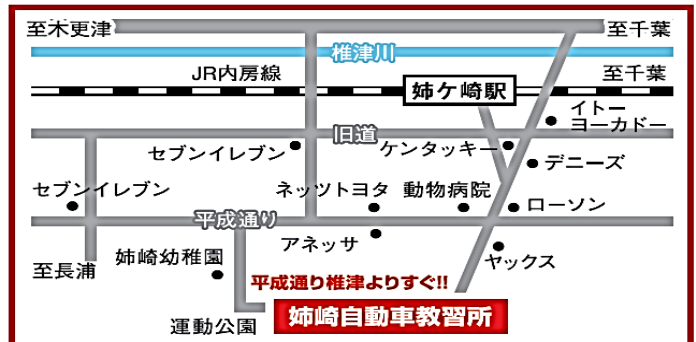 至木更津
至千葉
椎津川
JR内房線
至千葉
姉ケ崎駅
イトー
ヨーカドー
旧道
セブンイレブン
ケンタッキー
デニーズ
セブンイレブン
ネッツトヨタ
動物病院
ローソン
平成通り
アネッサ
ヤックス
至長浦
姉崎幼稚園
平成通り椎津よりすぐ!!
姉崎自動車教習所
運動公園